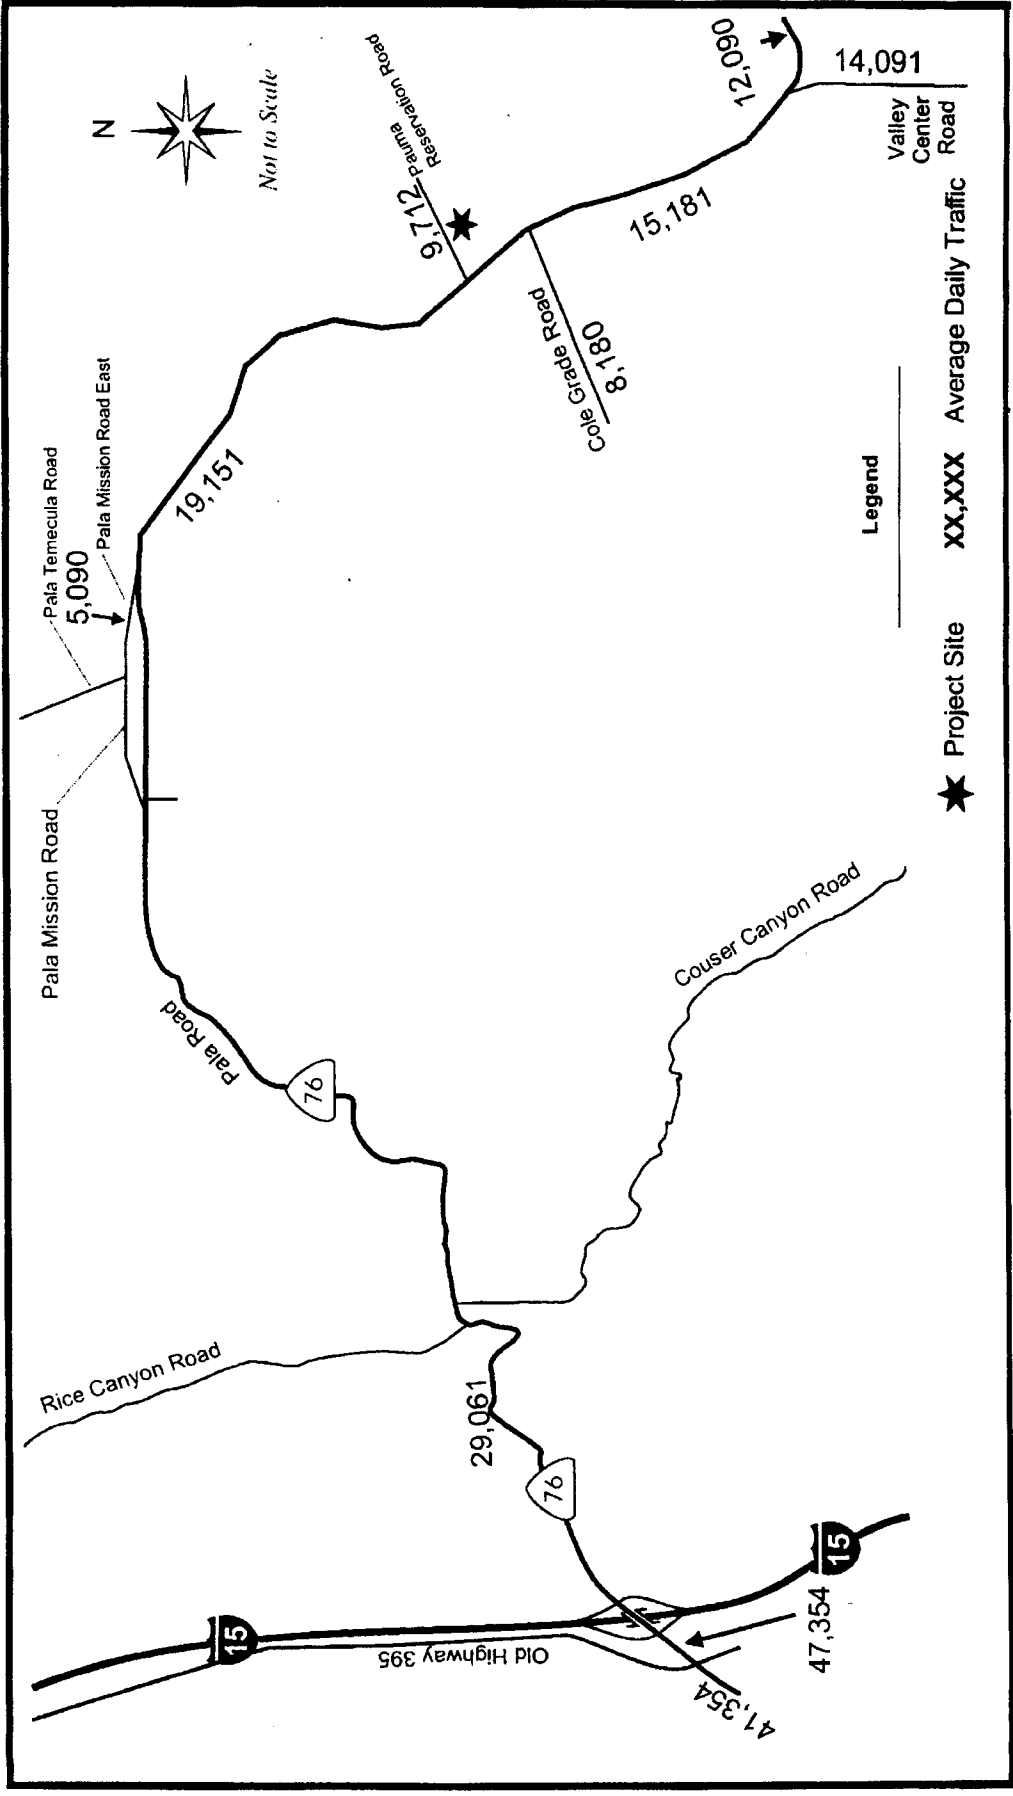 N
Not to Scale
Pauma
Reservation Road
9,712
12,090
14,091
Valley
Center
Road
15,181
Cole Grade Road
8,180
19,151
Pala Mission Road East
Pala Temecula Road
5,090
Pala Mission Road
Pala Road
76
Couser Canyon Road
Rice Canyon Road
29,061
76
15
15
Old Highway 395
47,354
41,354
Legend
Project Site
XX,XXX Average Daily Traffic